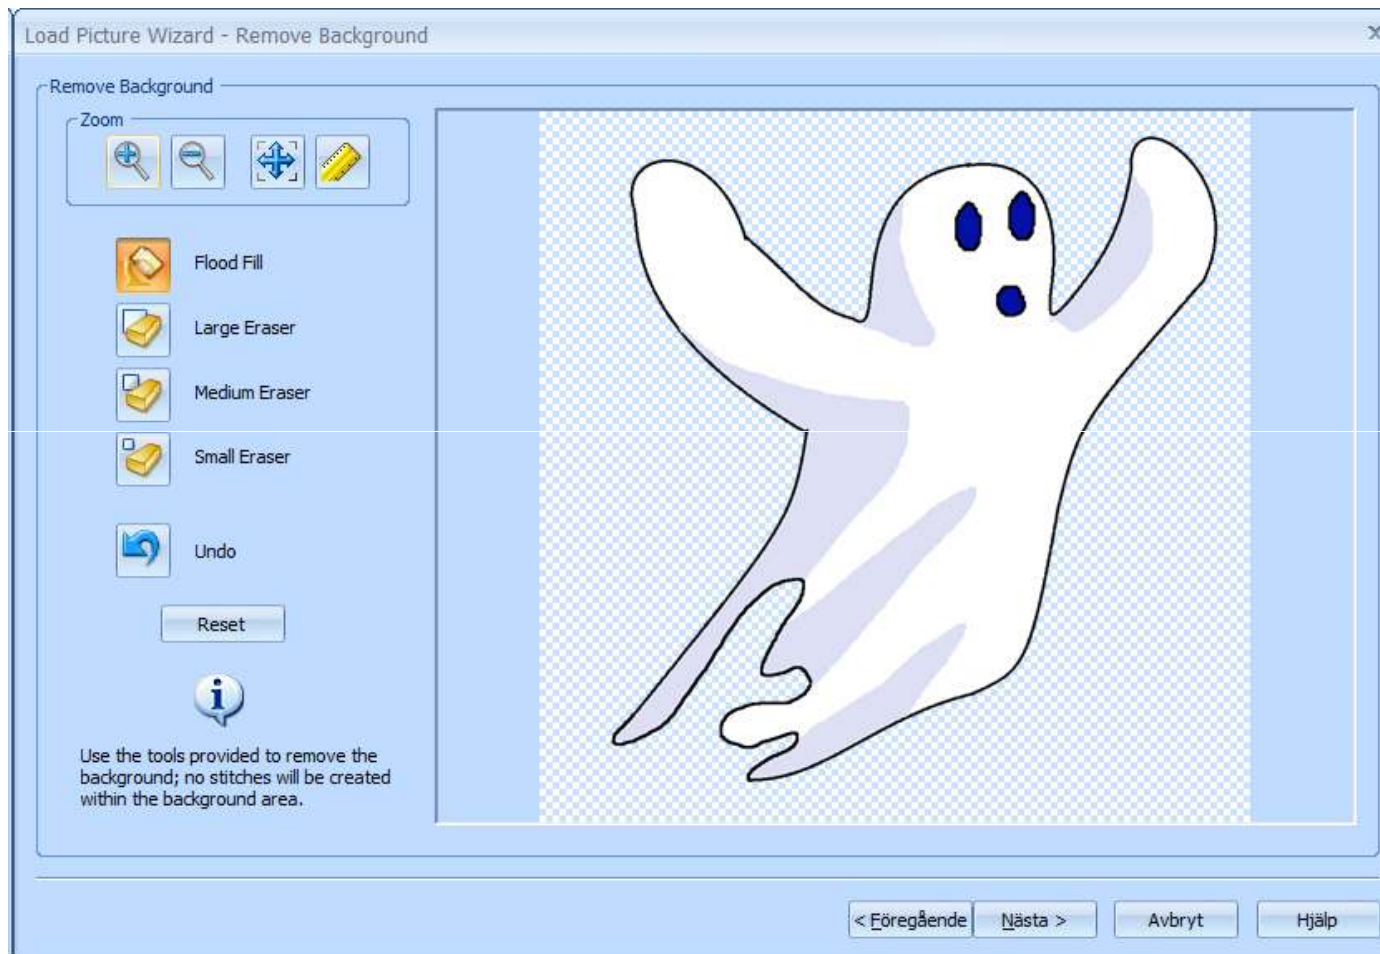 Load Picture Wizard - Remove Background
Remove Background
Zoom
Flood Fill
Large Eraser
Medium Eraser
Small Eraser
Undo
Reset
Use the tools provided to remove the
background; no stitches will be created
within the background area.
< Föregående
Nästa >
Avbryt
Hjälp